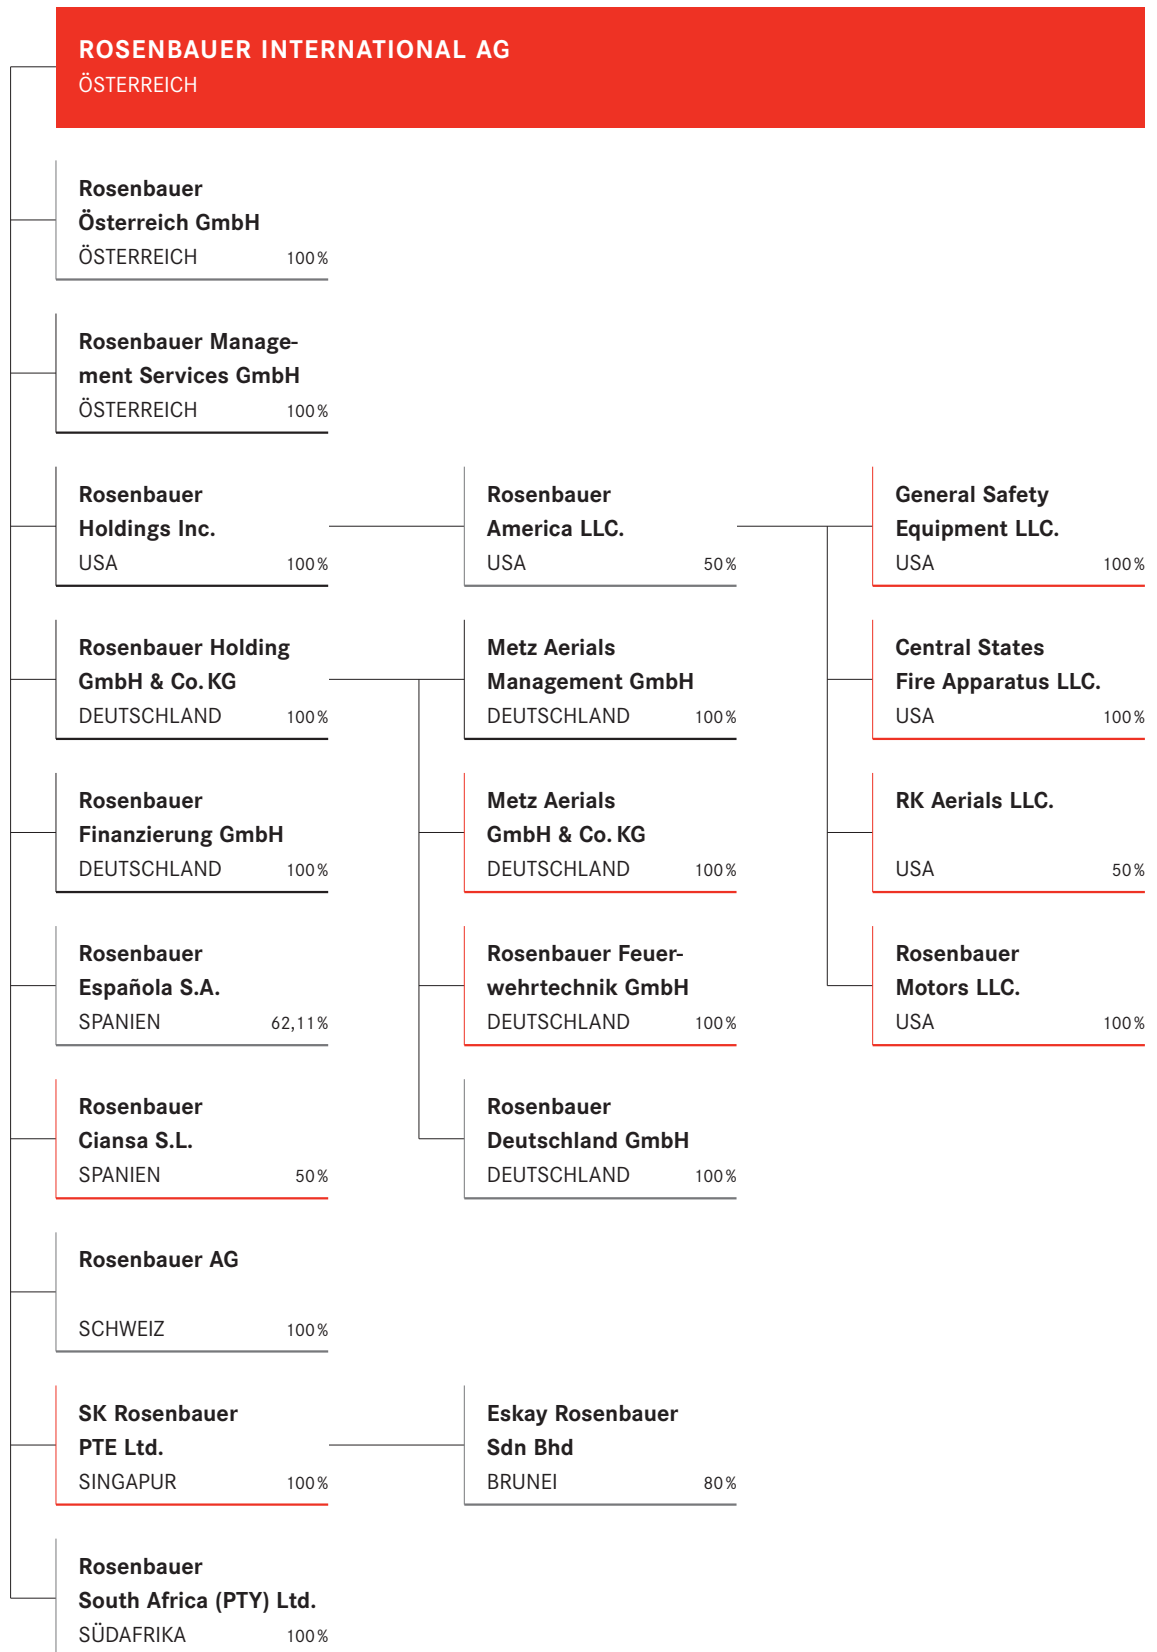 ROSENBAUER INTERNATIONAL AG
ÖSTERREICH
Rosenbauer
Österreich GmbH
ÖSTERREICH 100%
Rosenbauer Manage-
ment Services GmbH
ÖSTERREICH 100%
Rosenbauer
Holdings Inc.
USA 100%
Rosenbauer
America LLC.
USA 50%
General Safety
Equipment LLC.
USA 100%
Rosenbauer Holding
GmbH & Co. KG
DEUTSCHLAND 100%
Metz Aerials
Management GmbH
DEUTSCHLAND 100%
Central States
Fire Apparatus LLC.
USA 100%
Rosenbauer
Finanzierung GmbH
DEUTSCHLAND 100%
Metz Aerials
GmbH & Co. KG
DEUTSCHLAND 100%
RK Aerials LLC.
USA 50%
Rosenbauer
Española S.A.
SPANIEN 62,11%
Rosenbauer Feuer-
wehrtechnik GmbH
DEUTSCHLAND 100%
Rosenbauer
Motors LLC.
USA 100%
Rosenbauer
Ciansa S.L.
SPANIEN 50%
Rosenbauer
Deutschland GmbH
DEUTSCHLAND 100%
Rosenbauer AG
SCHWEIZ 100%
SK Rosenbauer
PTE Ltd.
SINGAPUR 100%
Eskay Rosenbauer
Sdn Bhd
BRUNEI 80%
Rosenbauer
South Africa (PTY) Ltd.
SÜDAFRIKA 100%